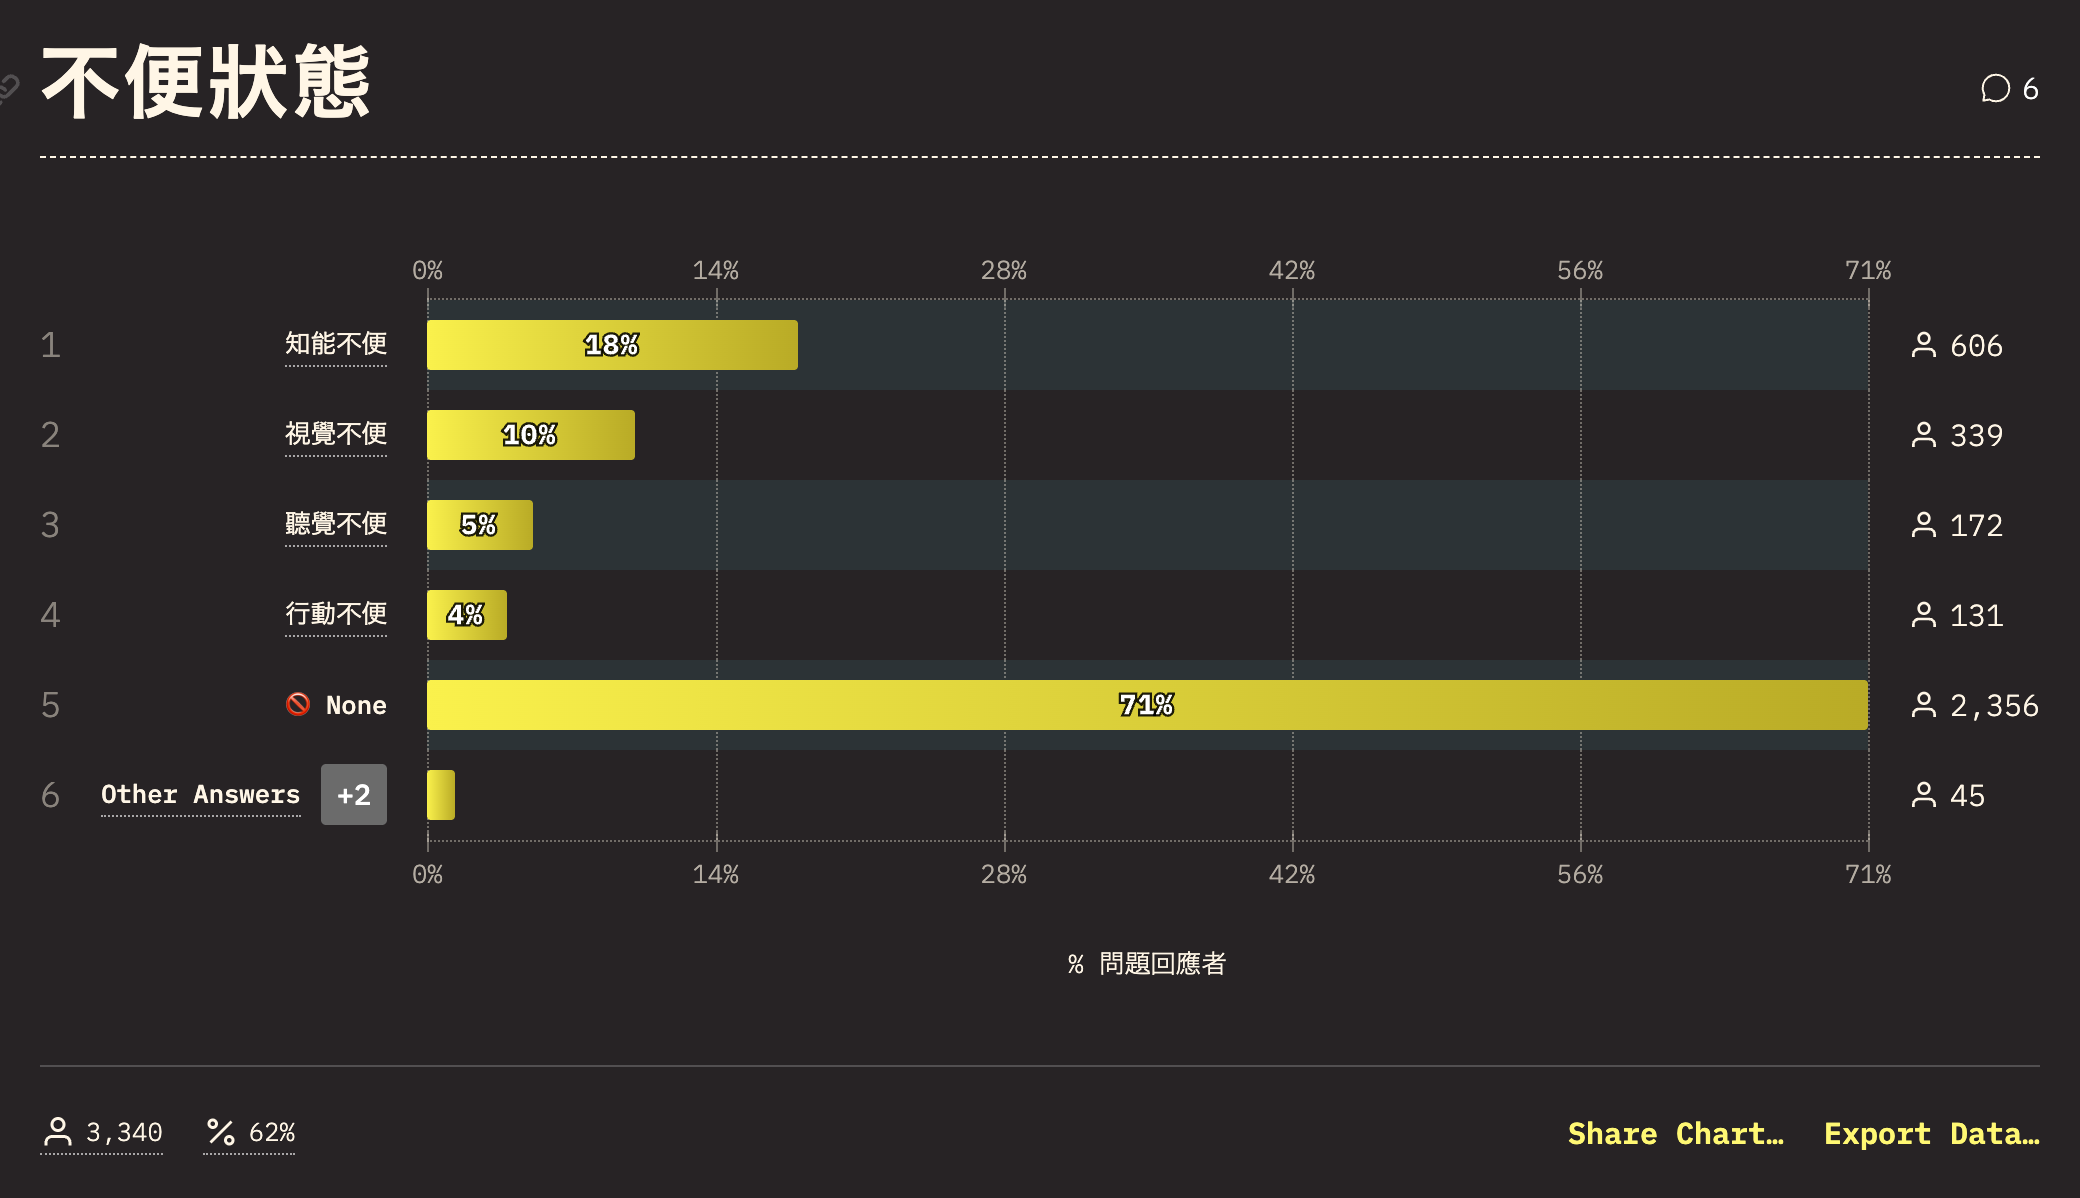 不便狀態
6
0% 14% 28% 42% 56% 71%
1 知能不便 18% 606
2 視覺不便 10% 339
3 聽覺不便 5% 172
4 行動不便 4% 131
5 🚫 None 71% 2,356
6 Other Answers +2 45
0% 14% 28% 42% 56% 71%
% 問題回應者
3,340 62% Share Chart… Export Data…